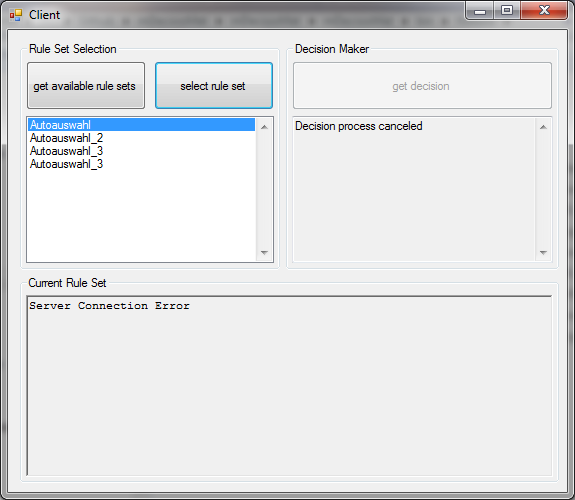 Client
Rule Set Selection
get available rule sets
select rule set
Autoauswahl
Autoauswahl_2
Autoauswahl_3
Autoauswahl_3
Decision Maker
get decision
Decision process canceled
Current Rule Set
Server Connection Error